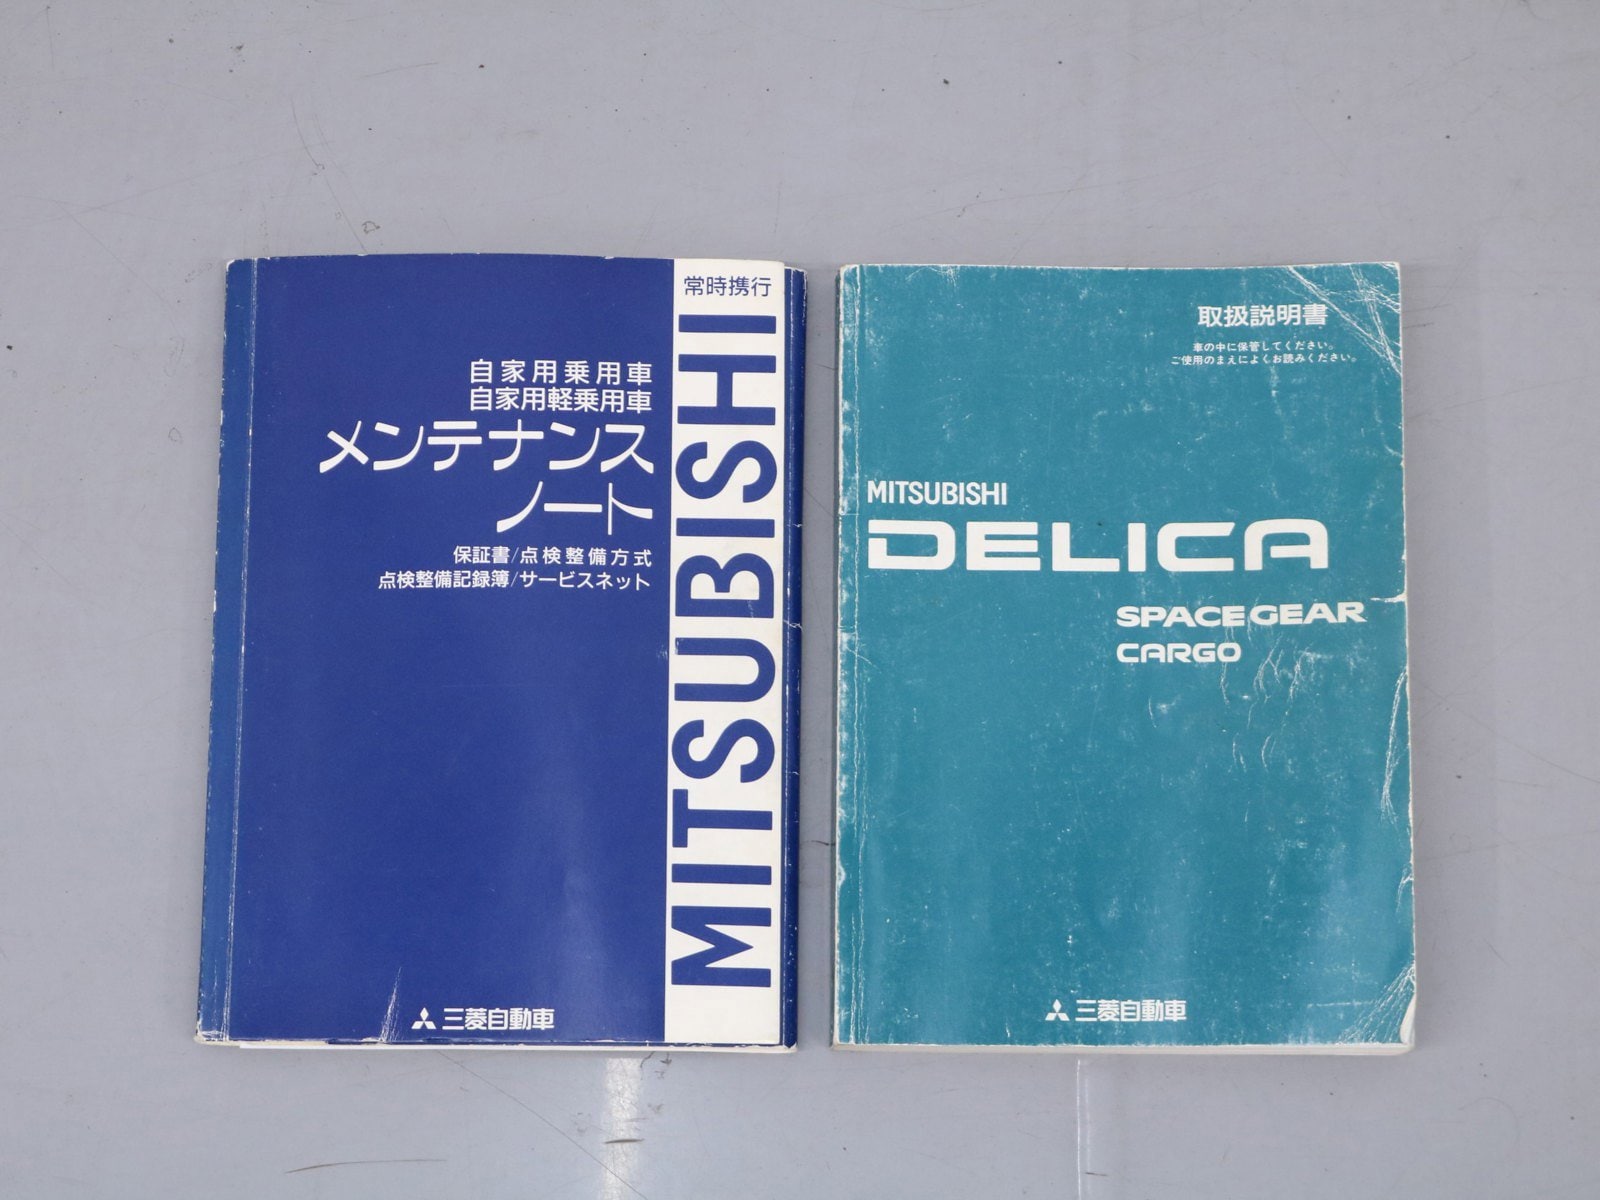 常時携行
自家用乗用車
自家用軽乗用車
メンテナンス
ノート
保証書/点検整備方式
点検整備記録簿/サービスネット
MITSUBISHI
三菱自動車
取扱説明書
車の中に保管してください。
ご使用のまえによくお読みください。
MITSUBISHI
DELICA
SPACE GEAR
CARGO
三菱自動車